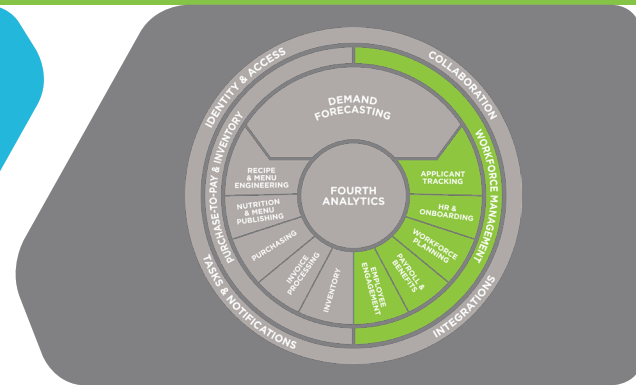 IDENTITY & ACCESS
COLLABORATION
PURCHASE-TO-PAY & INVENTORY
WORKFORCE MANAGEMENT
TASKS & NOTIFICATIONS
INTEGRATIONS
DEMAND
FORECASTING
FOURTH
ANALYTICS
RECIPE
& MENU
ENGINEERING
NUTRITION
& MENU
PUBLISHING
PURCHASING
INVOICE
PROCESSING
INVENTORY
APPLICANT
TRACKING
HR &
ONBOARDING
WORKFORCE
PLANNING
PAYROLL &
BENEFITS
EMPLOYEE
ENGAGEMENT